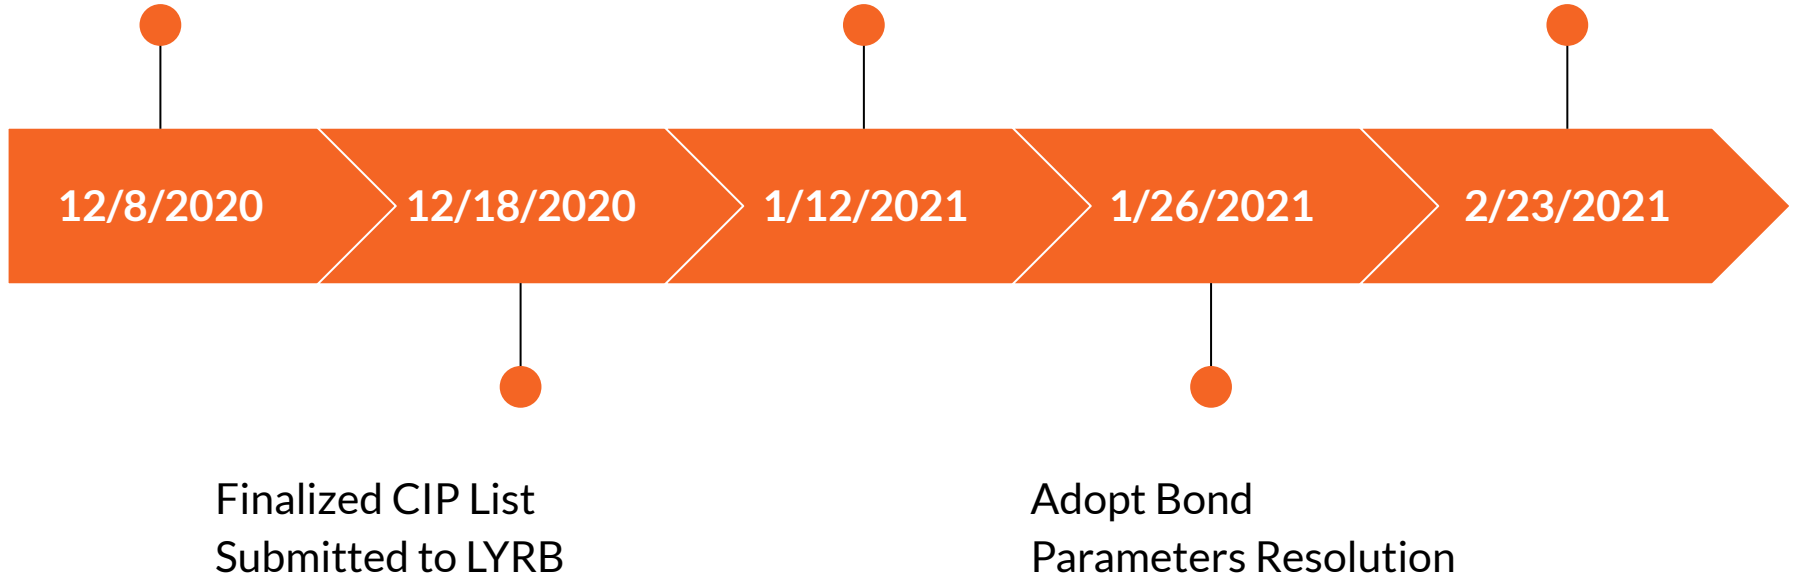 12/8/2020
12/18/2020
1/12/2021
1/26/2021
2/23/2021
Finalized CIP List
Submitted to LYRB
Adopt Bond
Parameters Resolution